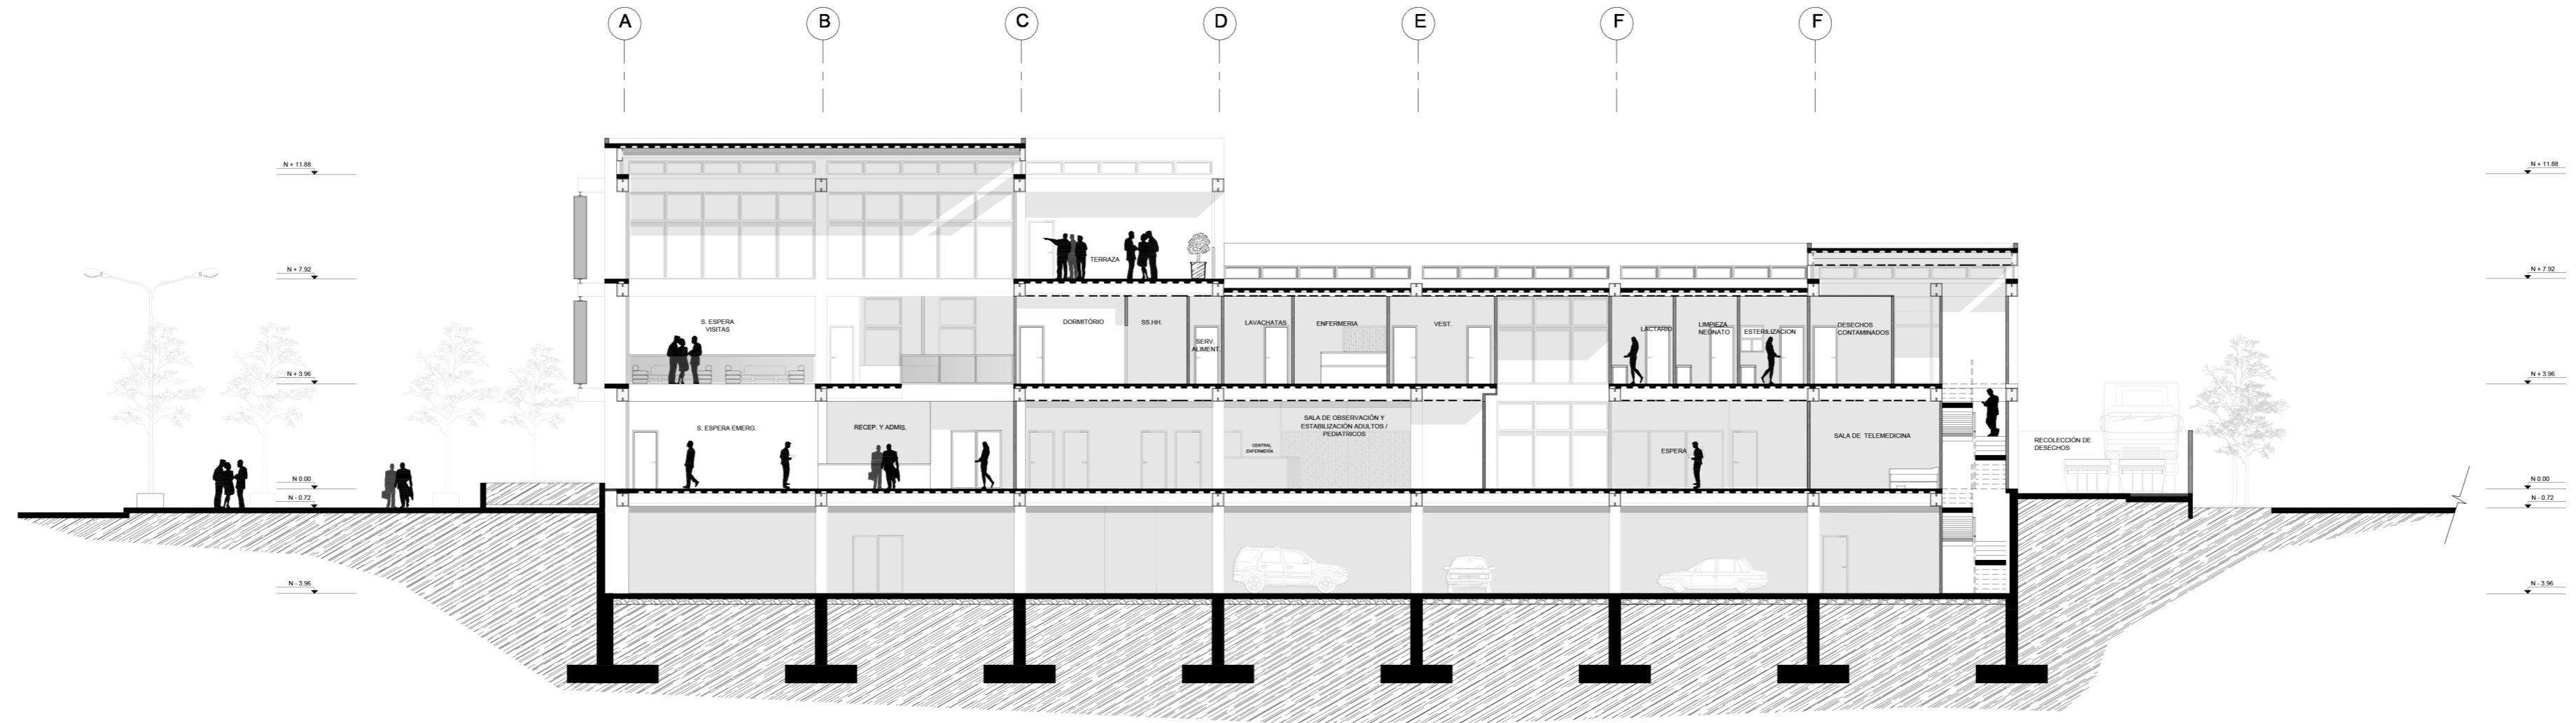 A B C D E F F
N + 11.88
N + 11.88
TERRAZA
N + 7.92
N + 7.92
S. ESPERA
VISITAS
DORMITÓRIO
SS.HH.
SERV.
ALIMENT.
LAVACHATAS
ENFERMERIA
VEST.
LACTARIO
LIMPIEZA
NEONATO
ESTERILIZACION
DESECHOS
CONTAMINADOS
N + 3.96
N + 3.96
S. ESPERA EMERG.
RECEP. Y ADMIS.
CENTRAL
ENFERMERÍA
SALA DE OBSERVACIÓN Y
ESTABILIZACIÓN ADULTOS /
PEDIATRICOS
ESPERA
SALA DE TELEMEDICINA
RECOLECCIÓN DE
DESECHOS
N 0.00
N 0.00
N - 0.72
N - 0.72
N - 3.96
N - 3.96